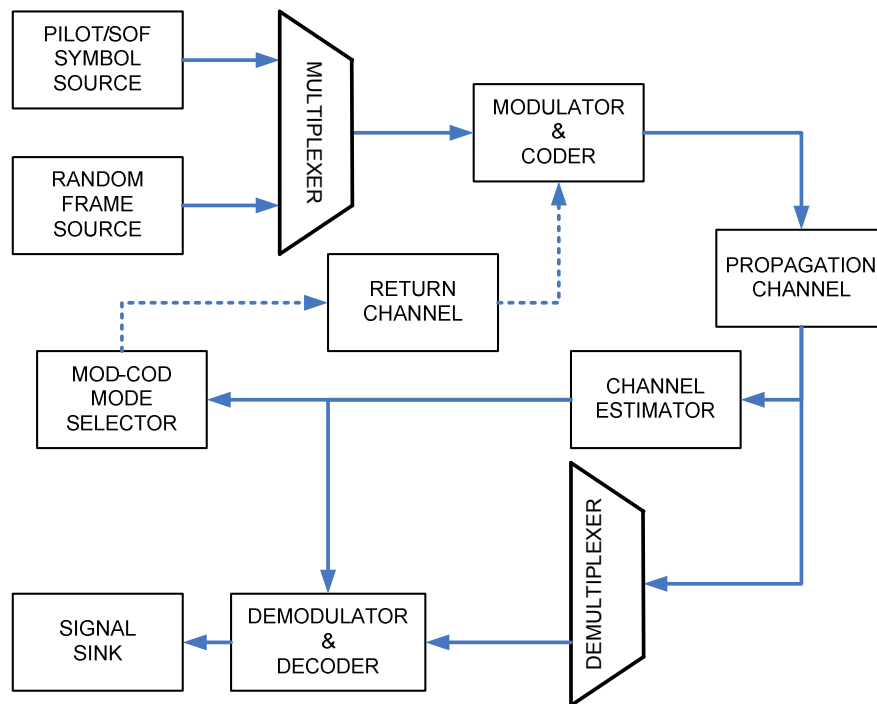 PILOT/SOF
SYMBOL
SOURCE
MULTIPLEXER
MODULATOR
&
CODER
RANDOM
FRAME
SOURCE
PROPAGATION
CHANNEL
RETURN
CHANNEL
MOD-COD
MODE
SELECTOR
CHANNEL
ESTIMATOR
DEMULTIPLEXER
DEMODULATOR
&
DECODER
SIGNAL
SINK